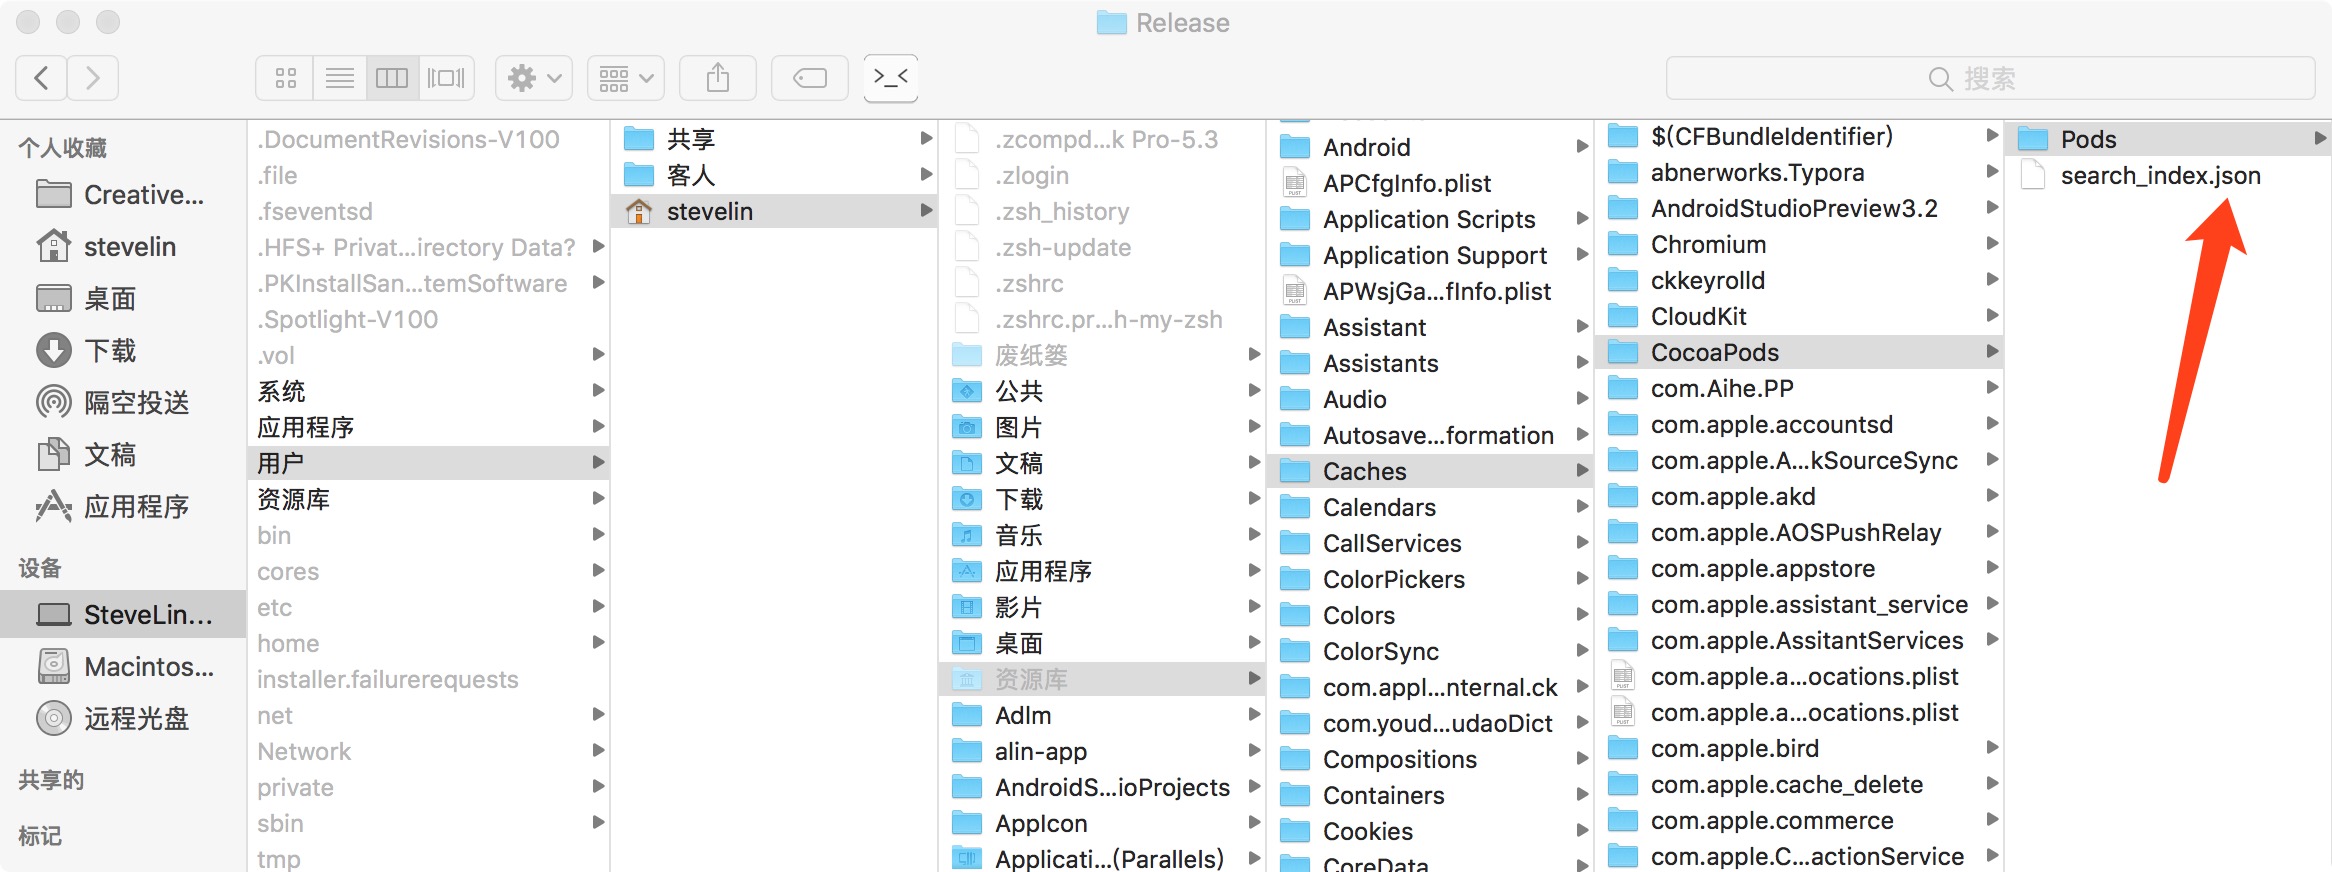 Release
>_<
搜索
个人收藏
Creative...
stevelin
桌面
下载
隔空投送
文稿
应用程序
设备
SteveLin...
Macintos...
远程光盘
共享的
标记
.DocumentRevisions-V100
.file
.fseventsd
.HFS+ Privat...irectory Data?
.PKInstallSan...temSoftware
.Spotlight-V100
.vol
系统
应用程序
用户
资源库
bin
cores
etc
home
installer.failurerequests
net
Network
private
sbin
tmp
共享
客人
stevelin
.zcompd...k Pro-5.3
.zlogin
.zsh_history
.zsh-update
.zshrc
.zshrc.pr...h-my-zsh
废纸篓
公共
图片
文稿
下载
音乐
应用程序
影片
桌面
资源库
Adlm
alin-app
AndroidS...ioProjects
AppIcon
Applicati...(Parallels)
Android
APCfgInfo.plist
Application Scripts
Application Support
APWsjGa...fInfo.plist
Assistant
Assistants
Audio
Autosave...formation
Caches
Calendars
CallServices
ColorPickers
Colors
ColorSync
com.appl...nternal.ck
com.youd...udaoDict
Compositions
Containers
Cookies
CoreData
$(CFBundleIdentifier)
abnerworks.Typora
AndroidStudioPreview3.2
Chromium
ckkeyrolld
CloudKit
CocoaPods
com.Aihe.PP
com.apple.accountsd
com.apple.A...kSourceSync
com.apple.akd
com.apple.AOSPushRelay
com.apple.appstore
com.apple.assistant_service
com.apple.AssitantServices
com.apple.a...ocations.plist
com.apple.a...ocations.plist
com.apple.bird
com.apple.cache_delete
com.apple.commerce
com.apple.C...actionService
Pods
search_index.json